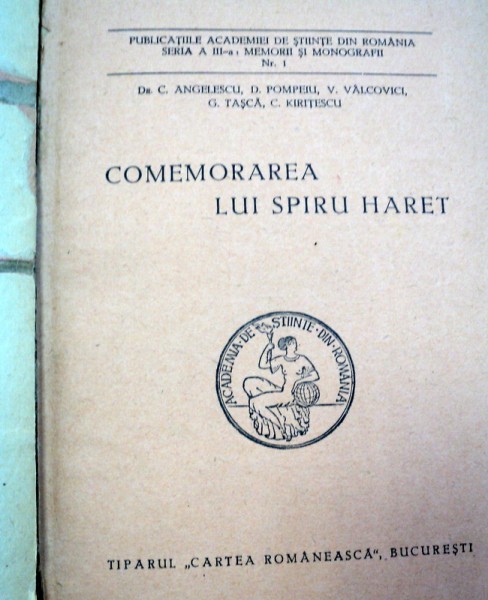 PUBLICAȚIILE ACADEMIEI DE ȘTIINȚE DIN ROMÂNIA
SERIA A III-a: MEMORII ȘI MONOGRAFII
Nr. 1
Dr. C. ANGELESCU, D. POMPEIU, V. VÂLCOVICI,
G. TAȘCĂ, C. KIRIȚESCU
COMEMORAREA
LUI SPIRU HARET
ACADEMIA·DE·ȘTIINȚE·DIN·ROMÂNIA
TIPARUL „CARTEA ROMÂNEASCĂ", BUCUREȘTI